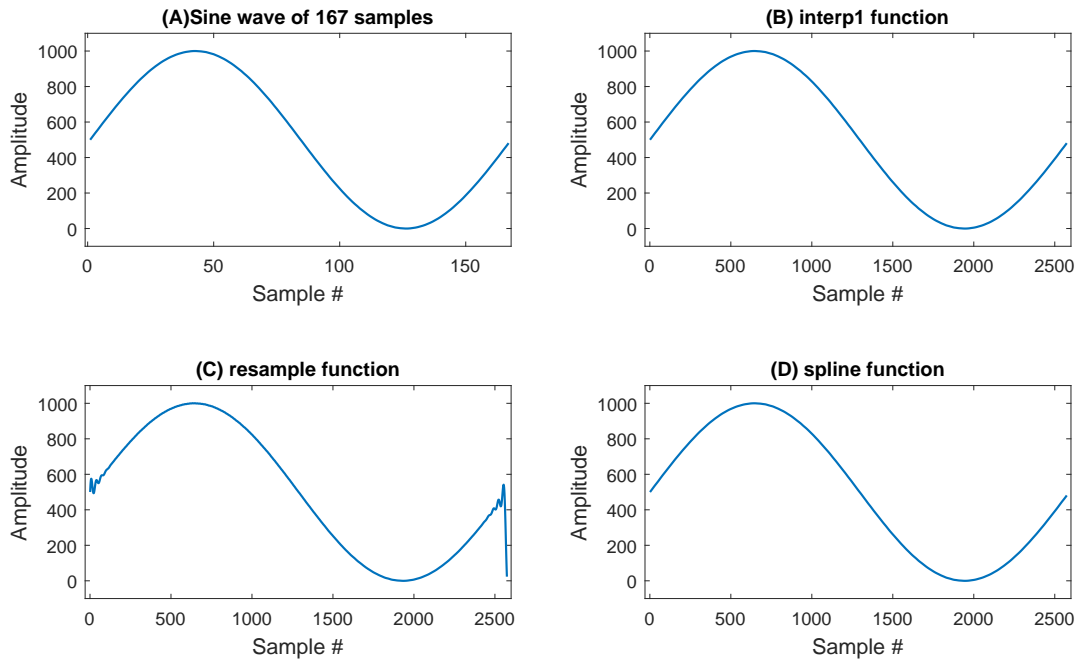 (A)Sine wave of 167 samples
1000
800
600
400
200
0
Amplitude
0 50 100 150
Sample #
(B) interp1 function
1000
800
600
400
200
0
Amplitude
0 500 1000 1500 2000 2500
Sample #
(C) resample function
1000
800
600
400
200
0
Amplitude
0 500 1000 1500 2000 2500
Sample #
(D) spline function
1000
800
600
400
200
0
Amplitude
0 500 1000 1500 2000 2500
Sample #